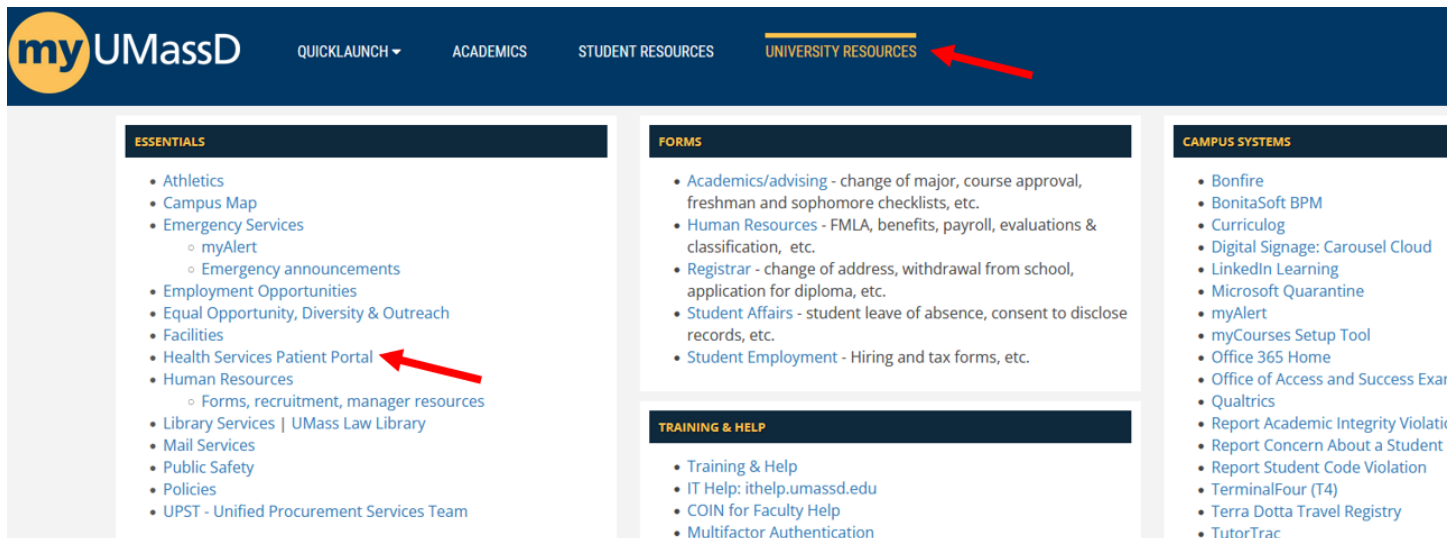 myUMassD
QUICKLAUNCH
ACADEMICS
STUDENT RESOURCES
UNIVERSITY RESOURCES
ESSENTIALS
Athletics
Campus Map
Emergency Services
myAlert
Emergency announcements
Employment Opportunities
Equal Opportunity, Diversity & Outreach
Facilities
Health Services Patient Portal
Human Resources
Forms, recruitment, manager resources
Library Services | UMass Law Library
Mail Services
Public Safety
Policies
UPST - Unified Procurement Services Team
FORMS
Academics/advising - change of major, course approval,
freshman and sophomore checklists, etc.
Human Resources - FMLA, benefits, payroll, evaluations &
classification, etc.
Registrar - change of address, withdrawal from school,
application for diploma, etc.
Student Affairs - student leave of absence, consent to disclose
records, etc.
Student Employment - Hiring and tax forms, etc.
TRAINING & HELP
Training & Help
IT Help: ithelp.umassd.edu
COIN for Faculty Help
Multifactor Authentication
CAMPUS SYSTEMS
Bonfire
BonitaSoft BPM
Curriculog
Digital Signage: Carousel Cloud
LinkedIn Learning
Microsoft Quarantine
myAlert
myCourses Setup Tool
Office 365 Home
Office of Access and Success
Qualtrics
Report Academic Integrity
Report Concern About a Student
Report Student Code Violation
TerminalFour (T4)
Terra Dotta Travel Registry
TutorTrac